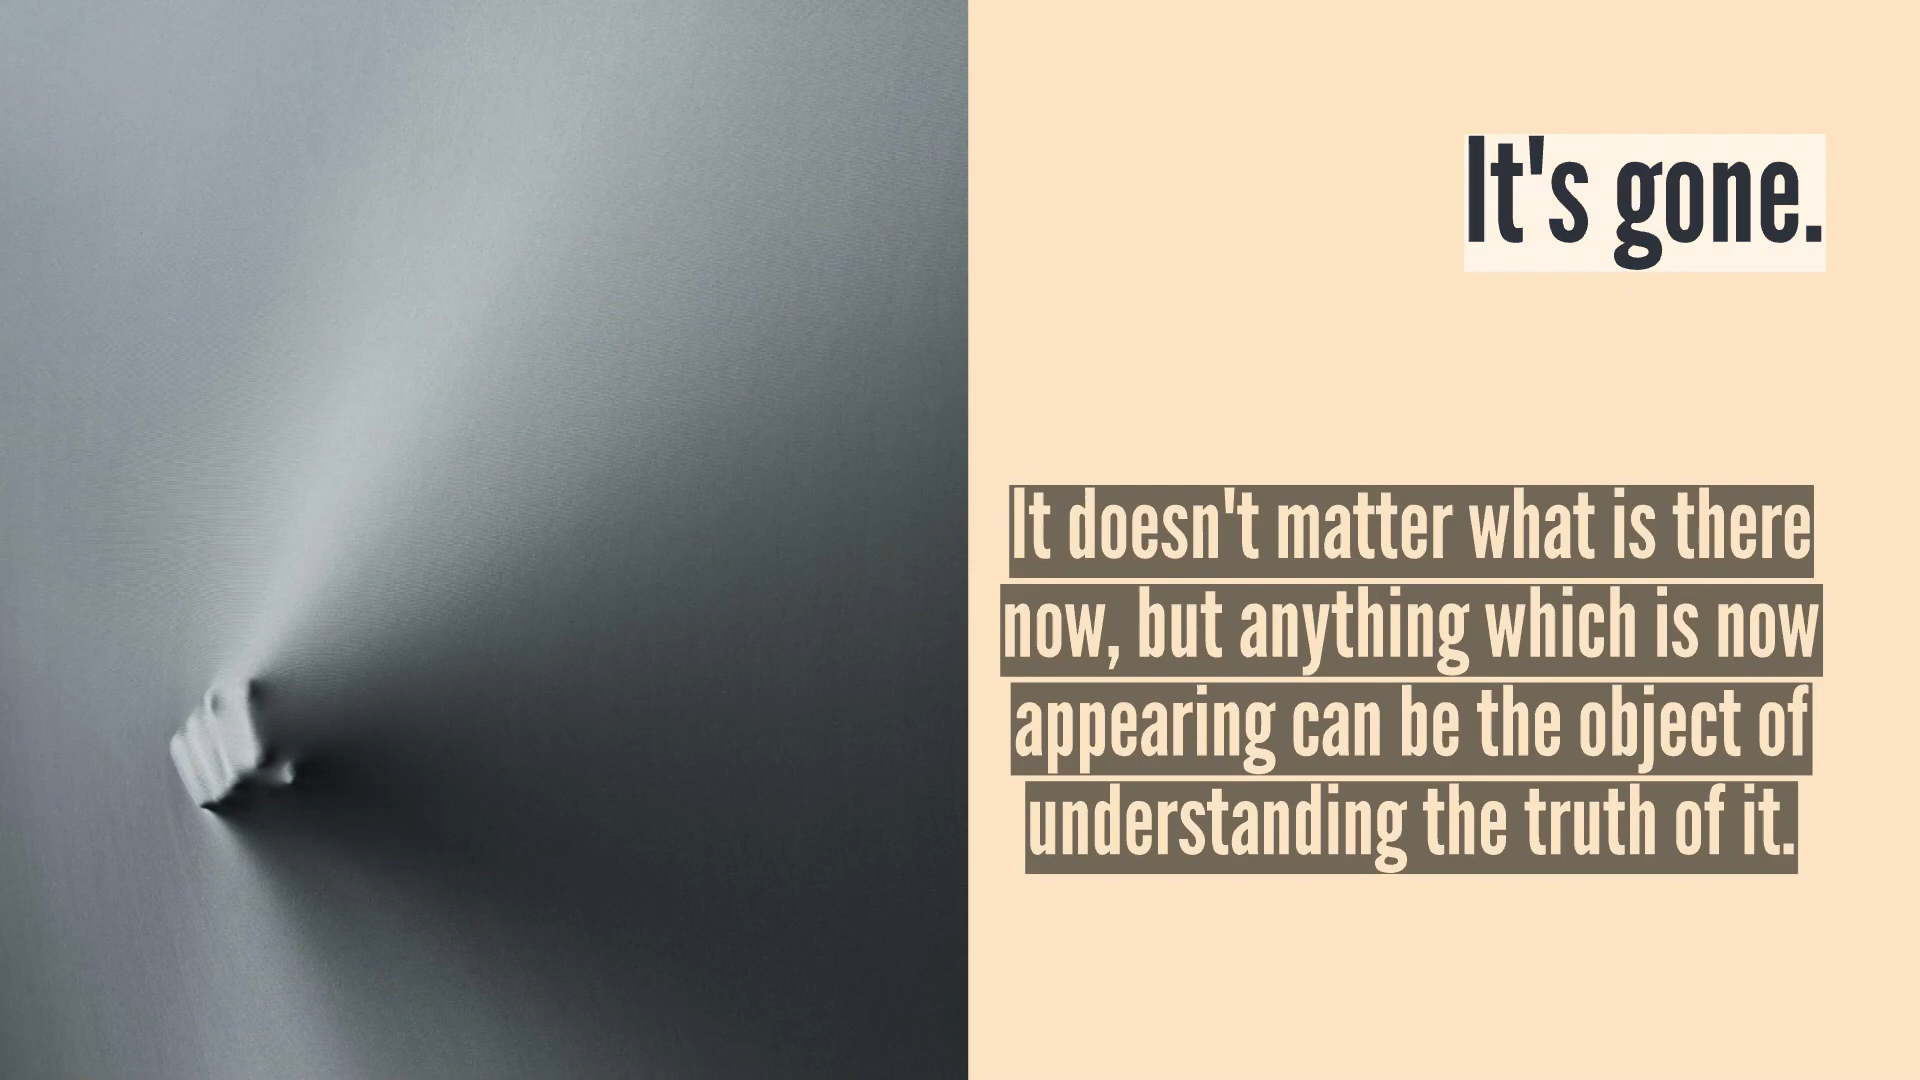 It's gone.
It doesn't matter what is there
now, but anything which is now
appearing can be the object of
understanding the truth of it.